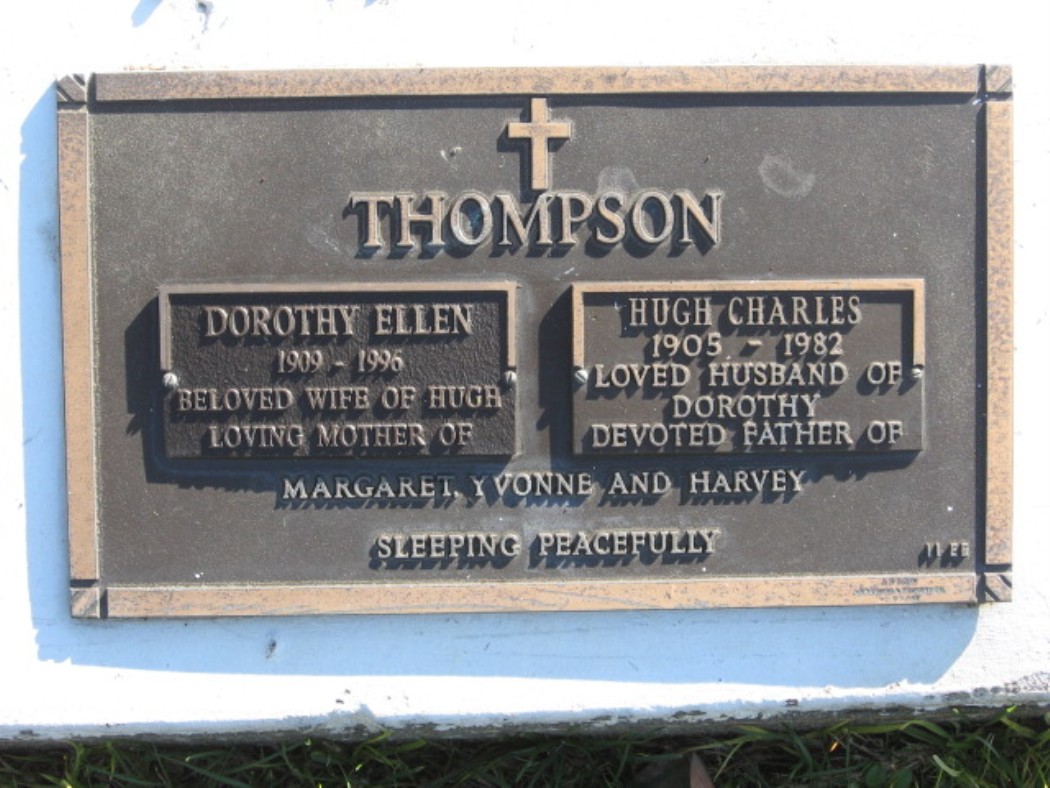 THOMPSON
DOROTHY ELLEN
1909 - 1996
BELOVED WIFE OF HUGH
LOVING MOTHER OF
HUGH CHARLES
1905 - 1982
LOVED HUSBAND OF
DOROTHY
DEVOTED FATHER OF
MARGARET, YVONNE AND HARVEY
SLEEPING PEACEFULLY